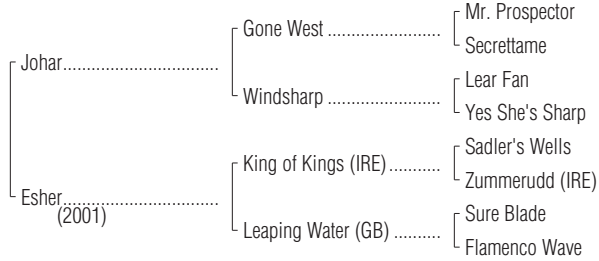 Mr. Prospector
Gone West ........................
Secrettame
Johar.................................
Lear Fan
Windsharp ........................
Yes She's Sharp
Sadler's Wells
King of Kings (IRE)...........
Zummerudd (IRE)
Esher.................................
(2001)
Sure Blade
Leaping Water (GB) ..........
Flamenco Wave